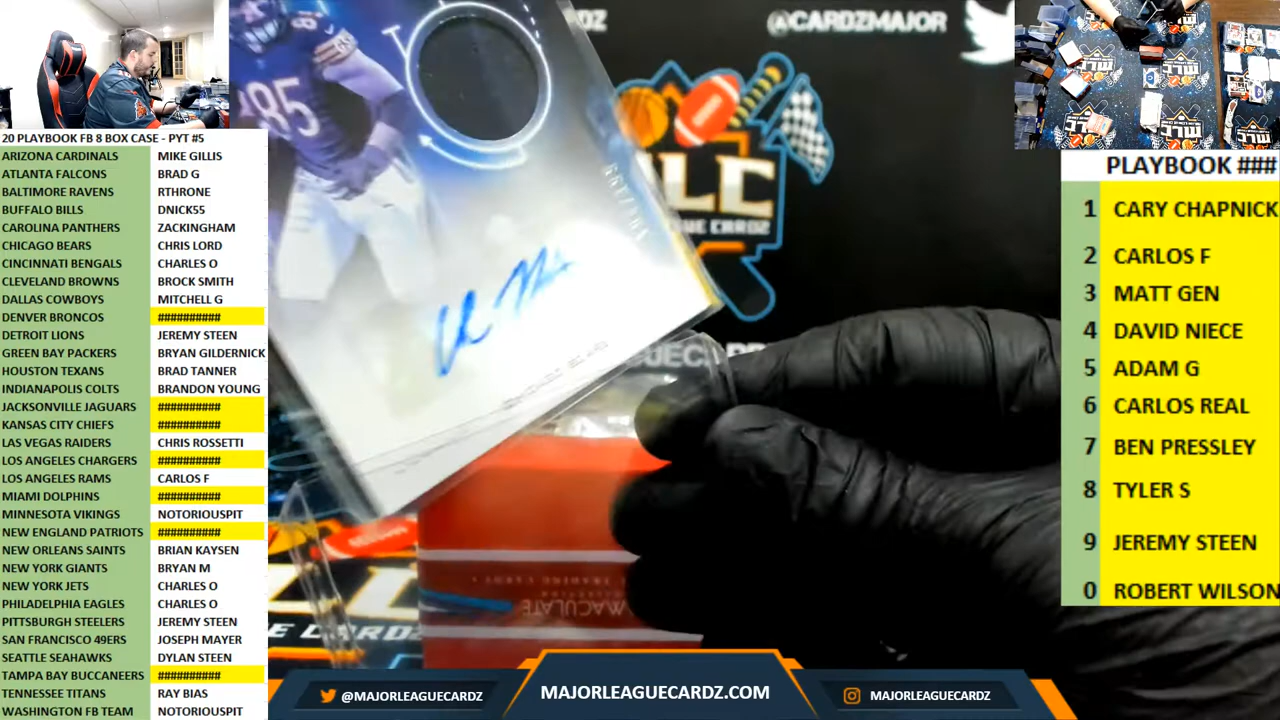 20 PLAYBOOK FB 8 BOX CASE - PYT #5
ARIZONA CARDINALS MIKE GILLIS
ATLANTA FALCONS BRAD G
BALTIMORE RAVENS RTHRONE
BUFFALO BILLS DNICK55
CAROLINA PANTHERS ZACKINGHAM
CHICAGO BEARS CHRIS LORD
CINCINNATI BENGALS CHARLES O
CLEVELAND BROWNS BROCK SMITH
DALLAS COWBOYS MITCHELL G
DENVER BRONCOS ##########
DETROIT LIONS JEREMY STEEN
GREEN BAY PACKERS BRYAN GILDERNICK
HOUSTON TEXANS BRAD TANNER
INDIANAPOLIS COLTS BRANDON YOUNG
JACKSONVILLE JAGUARS ##########
KANSAS CITY CHIEFS ##########
LAS VEGAS RAIDERS CHRIS ROSSETTI
LOS ANGELES CHARGERS ##########
LOS ANGELES RAMS CARLOS F
MIAMI DOLPHINS ##########
MINNESOTA VIKINGS NOTORIOUSPIT
NEW ENGLAND PATRIOTS ##########
NEW ORLEANS SAINTS BRIAN KAYSEN
NEW YORK GIANTS BRYAN M
NEW YORK JETS CHARLES O
PHILADELPHIA EAGLES CHARLES O
PITTSBURGH STEELERS JEREMY STEEN
SAN FRANCISCO 49ERS JOSEPH MAYER
SEATTLE SEAHAWKS DYLAN STEEN
TAMPA BAY BUCCANEERS ##########
TENNESSEE TITANS RAY BIAS
WASHINGTON FB TEAM NOTORIOUSPIT
85
@CARDZMAJOR
MLC
@MAJORLEAGUECARDZ
MAJORLEAGUECARDZ.COM
MAJORLEAGUECARDZ
PLAYBOOK ###
1 CARY CHAPNICK
2 CARLOS F
3 MATT GEN
4 DAVID NIECE
5 ADAM G
6 CARLOS REAL
7 BEN PRESSLEY
8 TYLER S
9 JEREMY STEEN
0 ROBERT WILSON